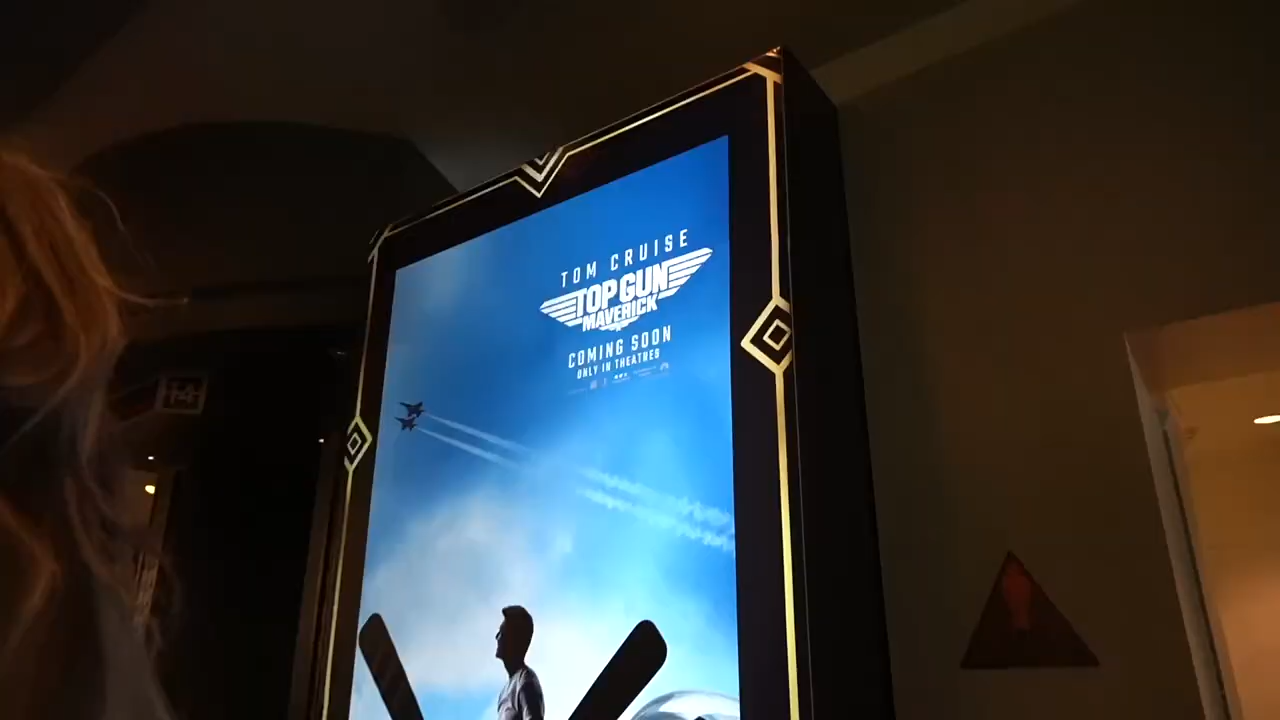 TOM CRUISE
TOP GUN
MAVERICK
COMING SOON
ONLY IN THEATRES
14